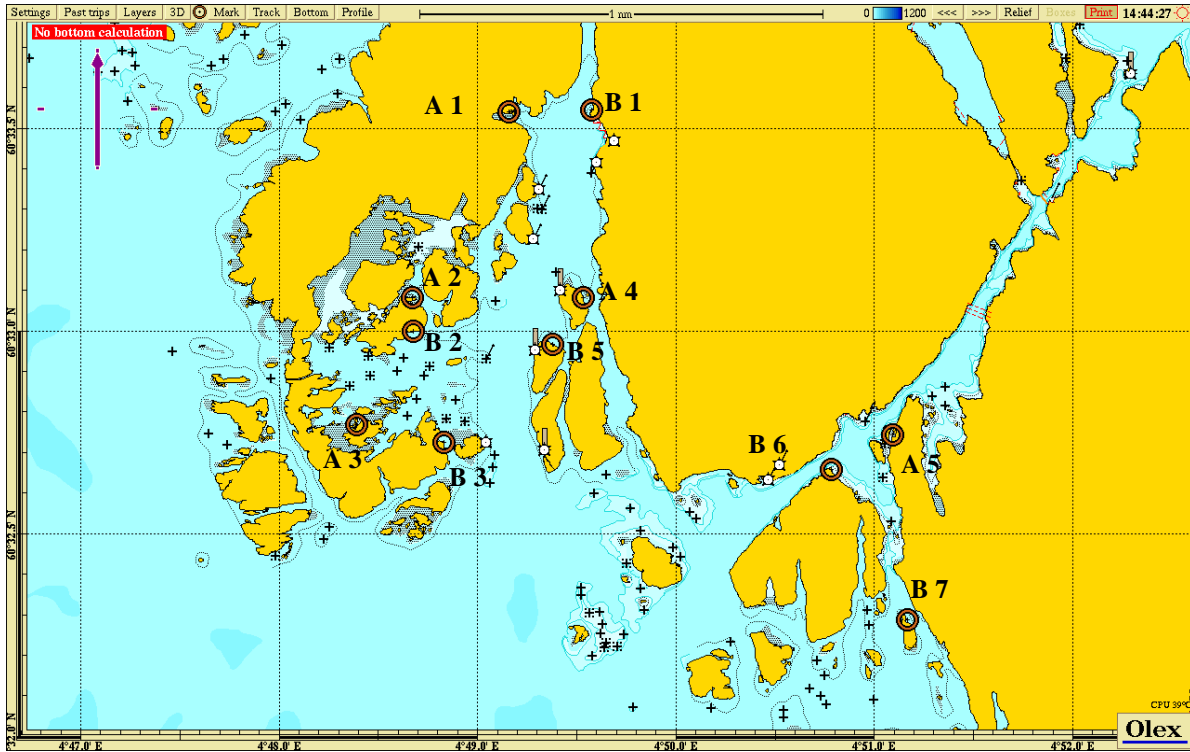 Settings Past trips Layers 3D Mark Track Bottom Profile 1 nm 0 1200 <<< >>> Relief Boxes Print 14:44:27
No bottom calculation
A 1
B 1
60°33.5 N
A 2
A 4
60°33.0 N
B 2
B 5
A 3
B 3
B 6
A 5
60°32.5 N
B 7
CPU 39°C
Olex
32.0 N
4°47.0' E 4°48.0' E 4°49.0' E 4°50.0' E 4°51.0' E 4°52.0' E